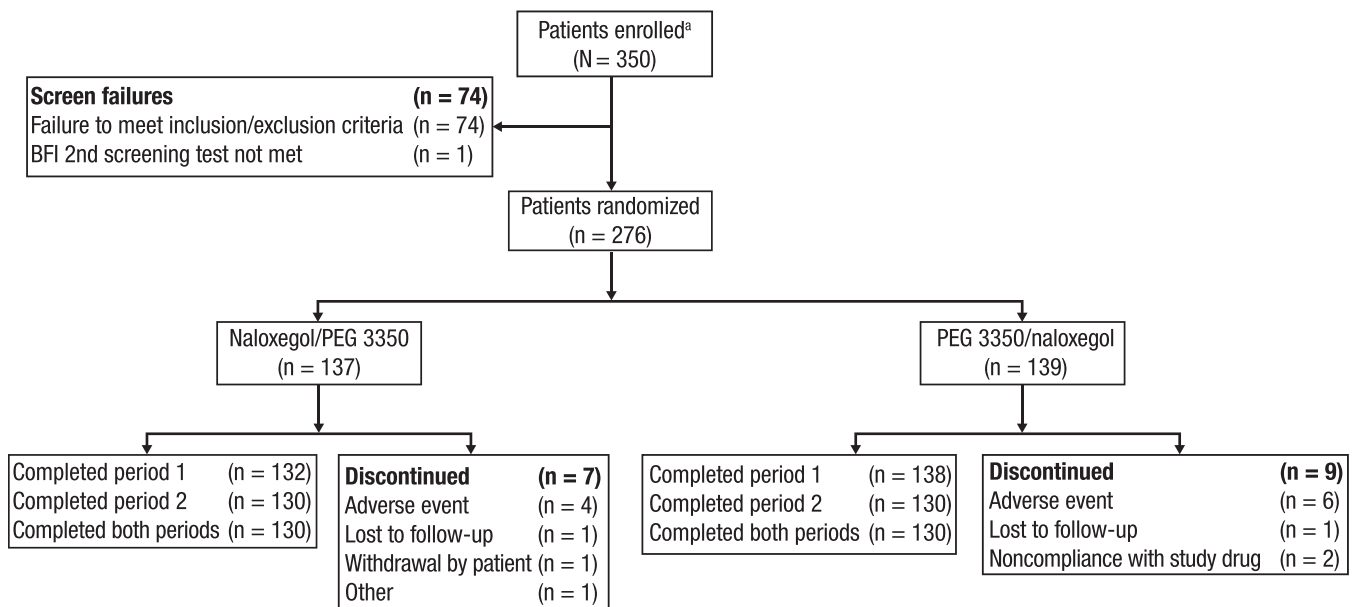 Patients enrolledᵃ
(N = 350)
Screen failures (n = 74)
Failure to meet inclusion/exclusion criteria (n = 74)
BFI 2nd screening test not met (n = 1)
Patients randomized
(n = 276)
Naloxegol/PEG 3350
(n = 137)
PEG 3350/naloxegol
(n = 139)
Completed period 1 (n = 132)
Completed period 2 (n = 130)
Completed both periods (n = 130)
Discontinued (n = 7)
Adverse event (n = 4)
Lost to follow-up (n = 1)
Withdrawal by patient (n = 1)
Other (n = 1)
Completed period 1 (n = 138)
Completed period 2 (n = 130)
Completed both periods (n = 130)
Discontinued (n = 9)
Adverse event (n = 6)
Lost to follow-up (n = 1)
Noncompliance with study drug (n = 2)